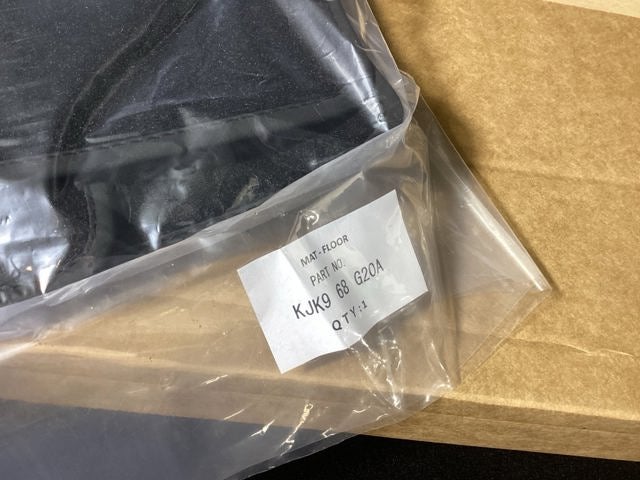 MAT-FLOOR
PART NO.
KJK9 68 G20A
QTY:1